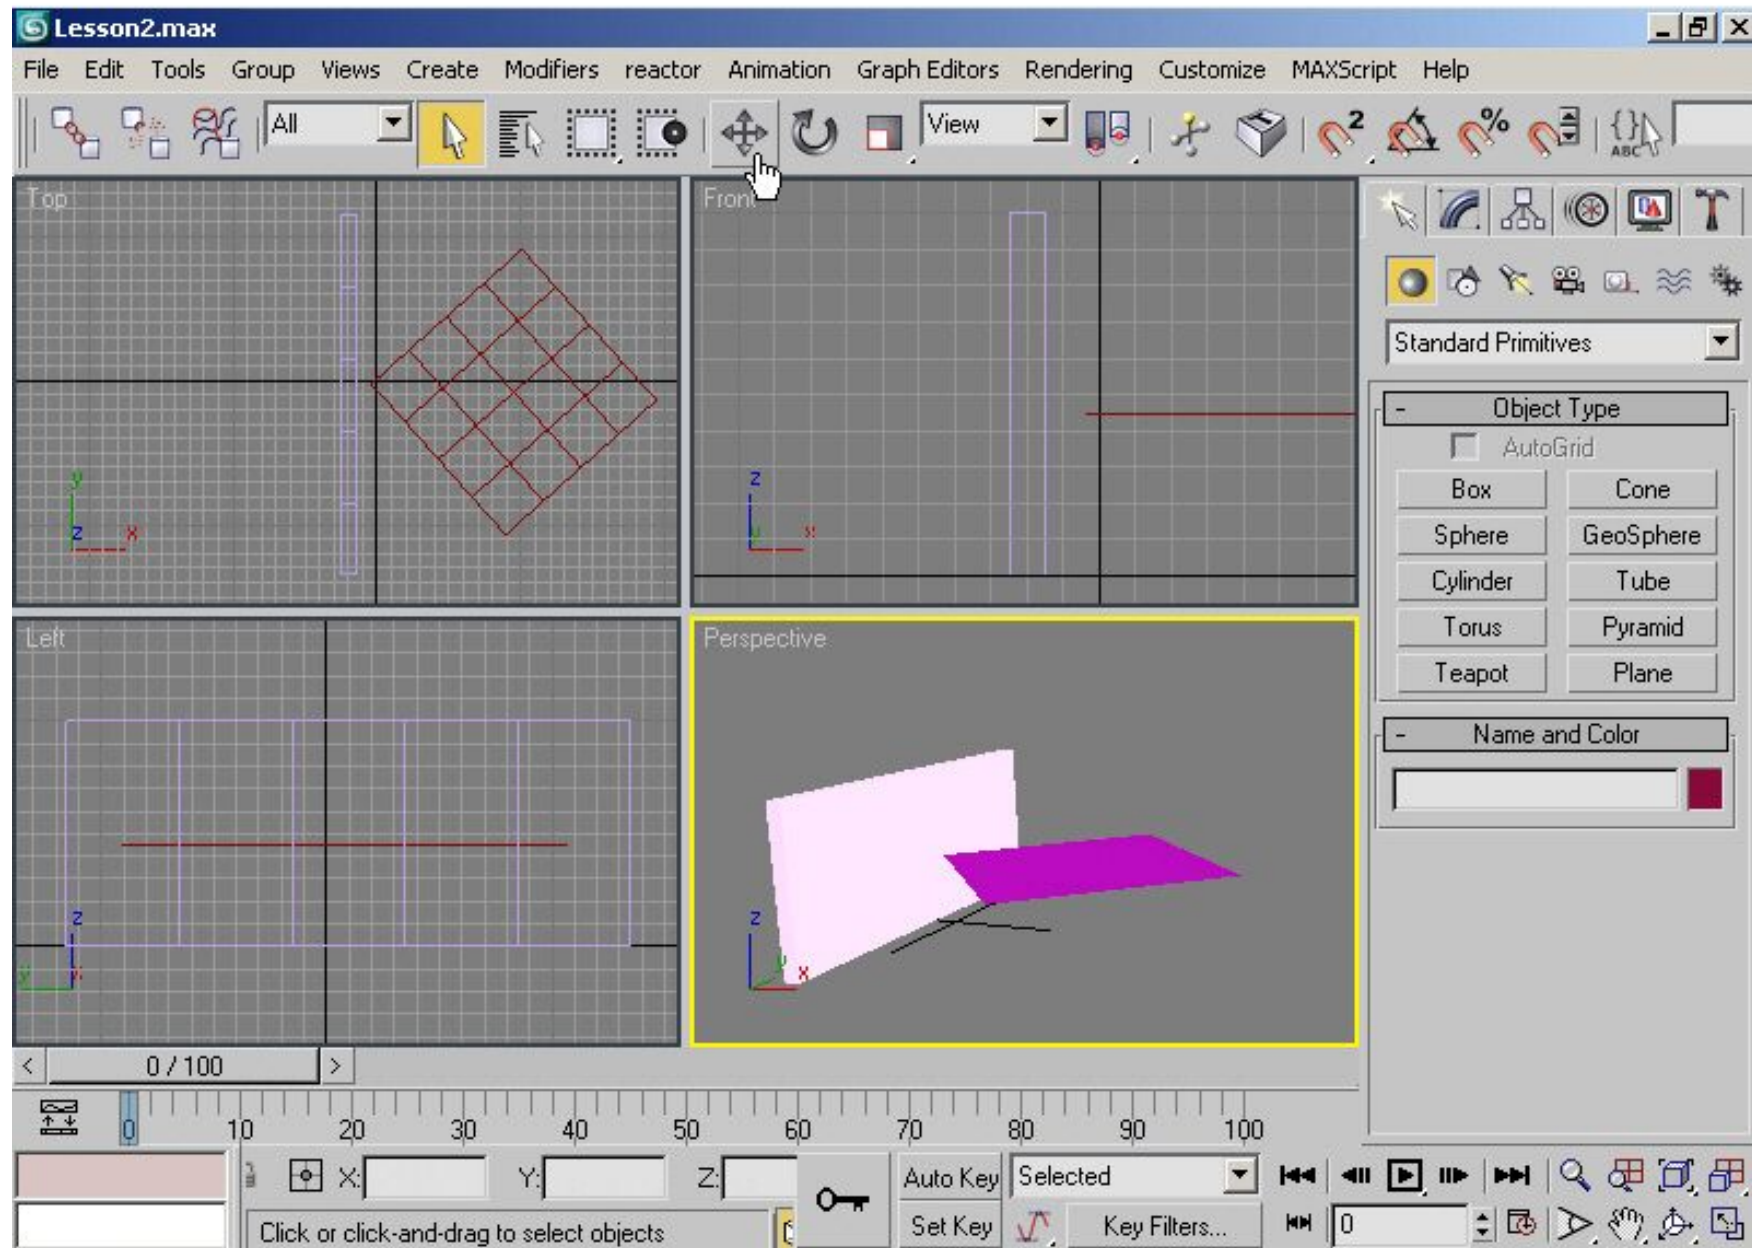 Lesson2.max
File Edit Tools Group Views Create Modifiers reactor Animation Graph Editors Rendering Customize MAXScript Help
All
View
2
%
{}
ABC
Top
y
z x
Front
z
y x
Standard Primitives
- Object Type
AutoGrid
Box Cone
Sphere GeoSphere
Cylinder Tube
Torus Pyramid
Teapot Plane
- Name and Color
Left
z
y x
Perspective
z
y x
< 0 / 100 >
0 10 20 30 40 50 60 70 80 90 100
X: Y: Z:
Auto Key Selected
Click or click-and-drag to select objects
Set Key Key Filters... 0